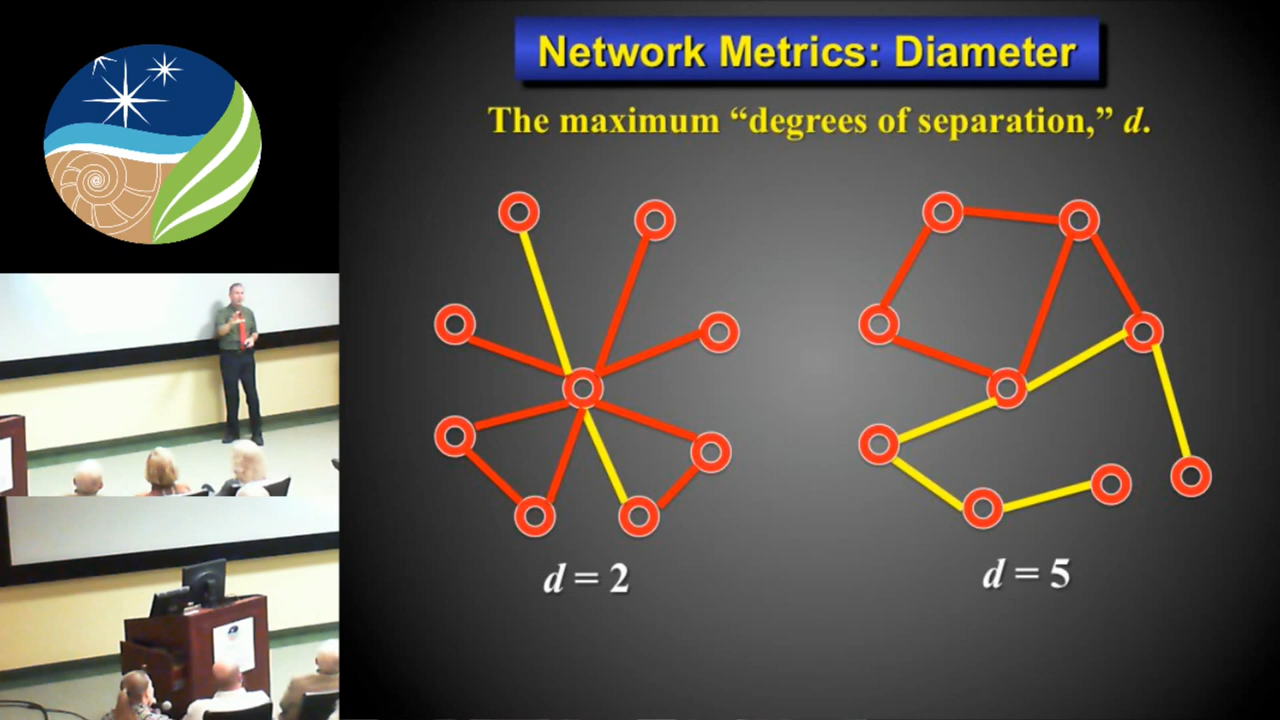 Network Metrics: Diameter
The maximum “degrees of separation,” d.
d = 2
d = 5